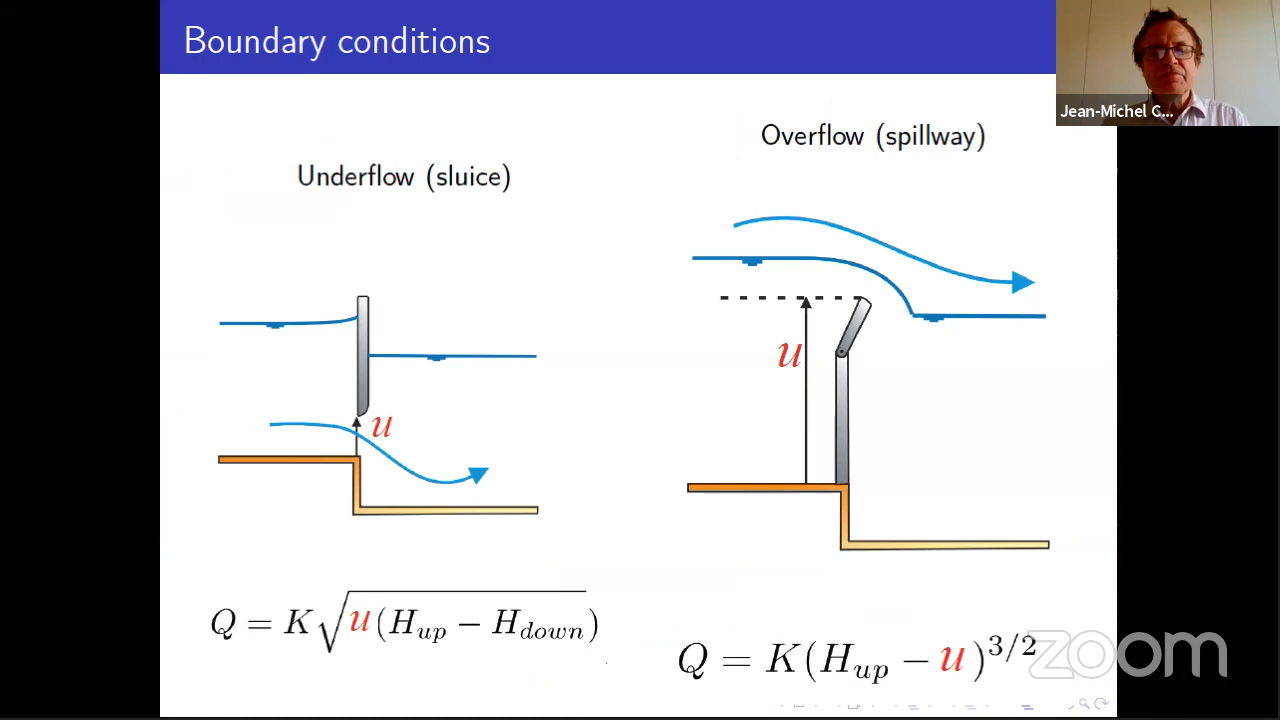 Boundary conditions
Jean-Michel C...
Overflow (spillway)
Underflow (sluice)
u
u
Q = K√u(H_up − H_down)
Q = K(H_up − u)^{3/2}
zoom